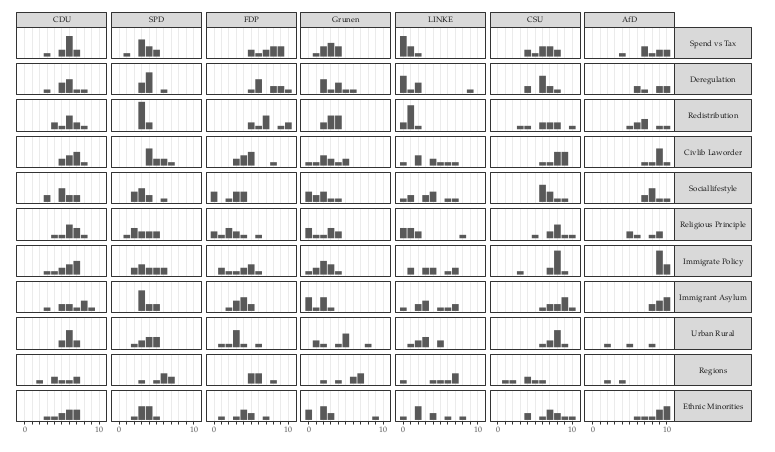 CDU SPD FDP Grunen LINKE CSU AfD
Spend vs Tax
Deregulation
Redistribution
Civlib Laworder
Sociallifestyle
Religious Principle
Immigrate Policy
Immigrant Asylum
Urban Rural
Regions
Ethnic Minorities
0 10 0 10 0 10 0 10 0 10 0 10 0 10